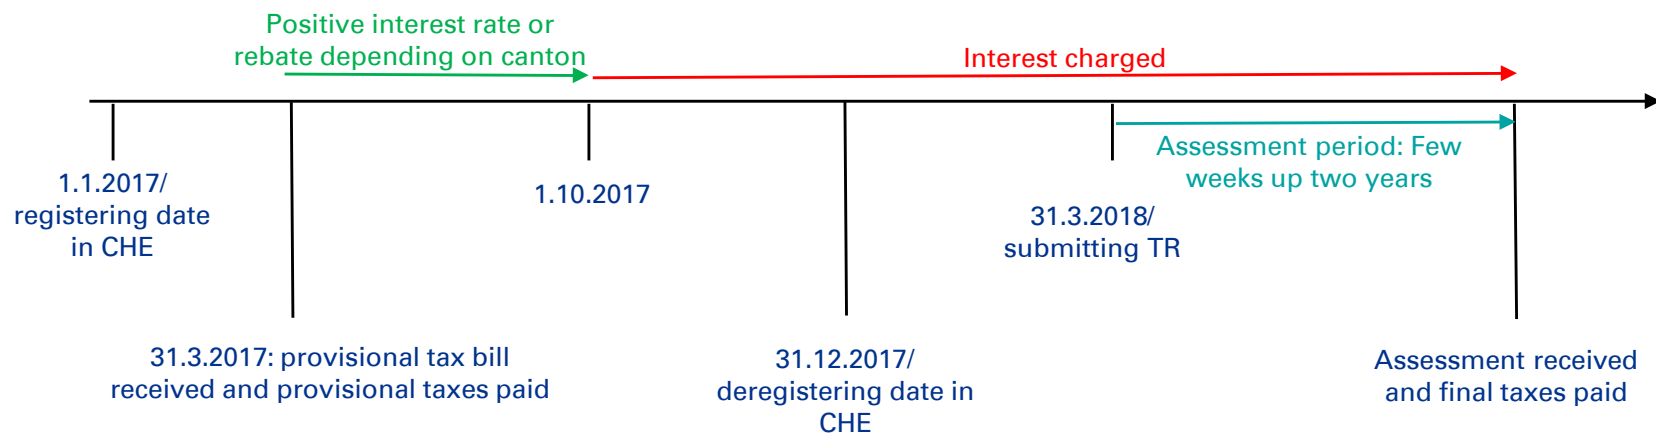 Positive interest rate or
rebate depending on canton
Interest charged
Assessment period: Few
weeks up two years
1.1.2017/
registering date
in CHE
1.10.2017
31.3.2018/
submitting TR
31.3.2017: provisional tax bill
received and provisional taxes paid
31.12.2017/
deregistering date in
CHE
Assessment received
and final taxes paid